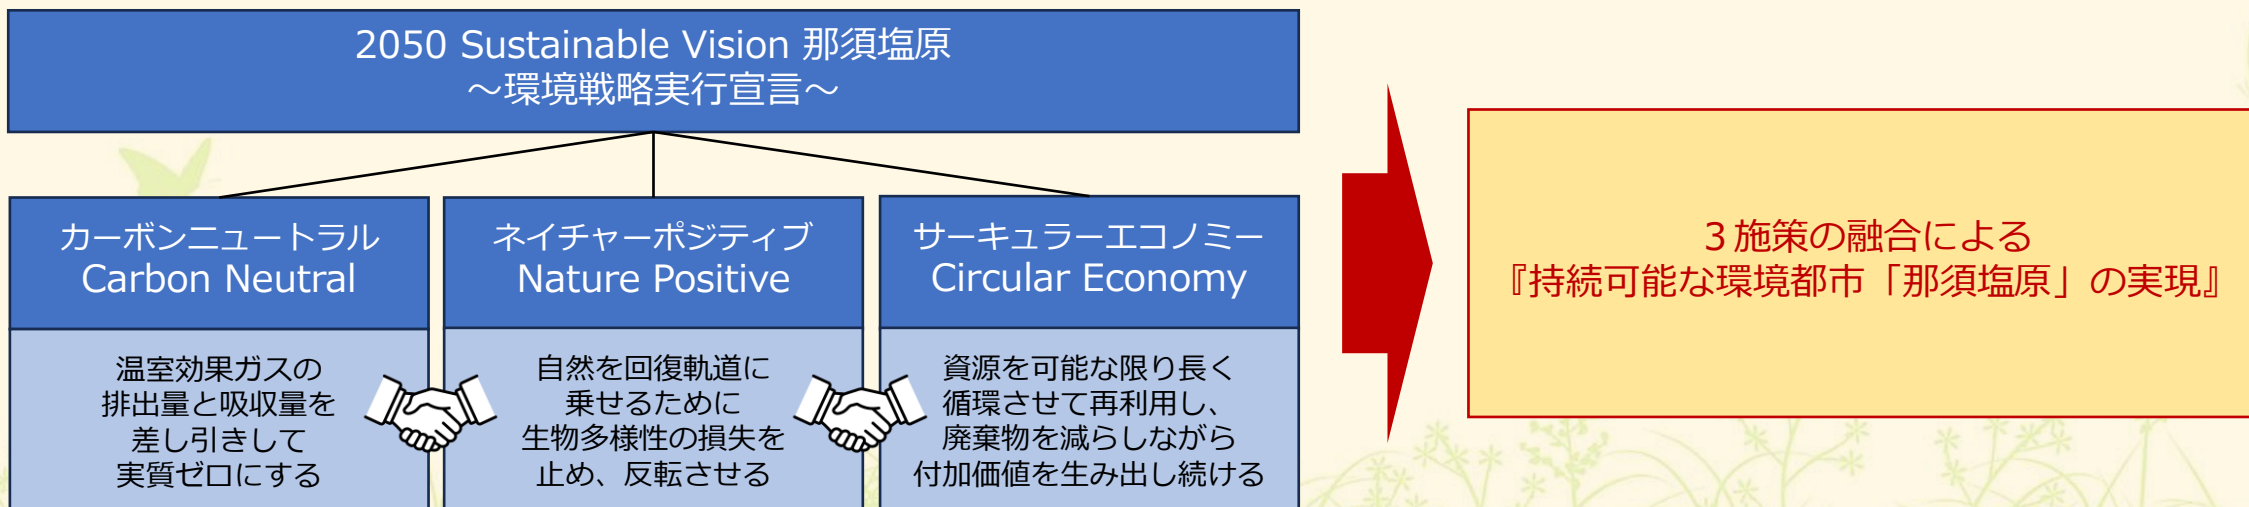 2050 Sustainable Vision 那須塩原
～環境戦略実行宣言～
カーボンニュートラル
Carbon Neutral
温室効果ガスの
排出量と吸収量を
差し引きして
実質ゼロにする
ネイチャーポジティブ
Nature Positive
自然を回復軌道に
乗せるために
生物多様性の損失を
止め、反転させる
サーキュラーエコノミー
Circular Economy
資源を可能な限り長く
循環させて再利用し、
廃棄物を減らしながら
付加価値を生み出し続ける
３施策の融合による
『持続可能な環境都市「那須塩原」の実現』